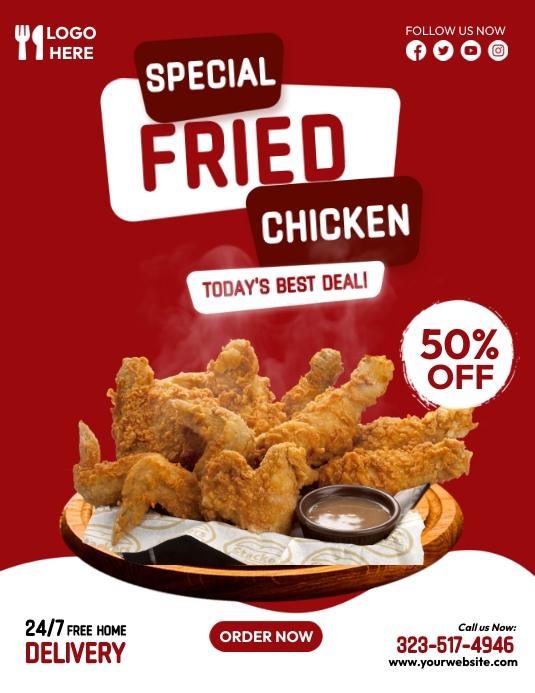 LOGO
HERE
FOLLOW US NOW
SPECIAL
FRIED
CHICKEN
TODAY'S BEST DEAL!
50%
OFF
24/7 FREE HOME
DELIVERY
ORDER NOW
Call us Now:
323-517-4946
www.yourwebsite.com